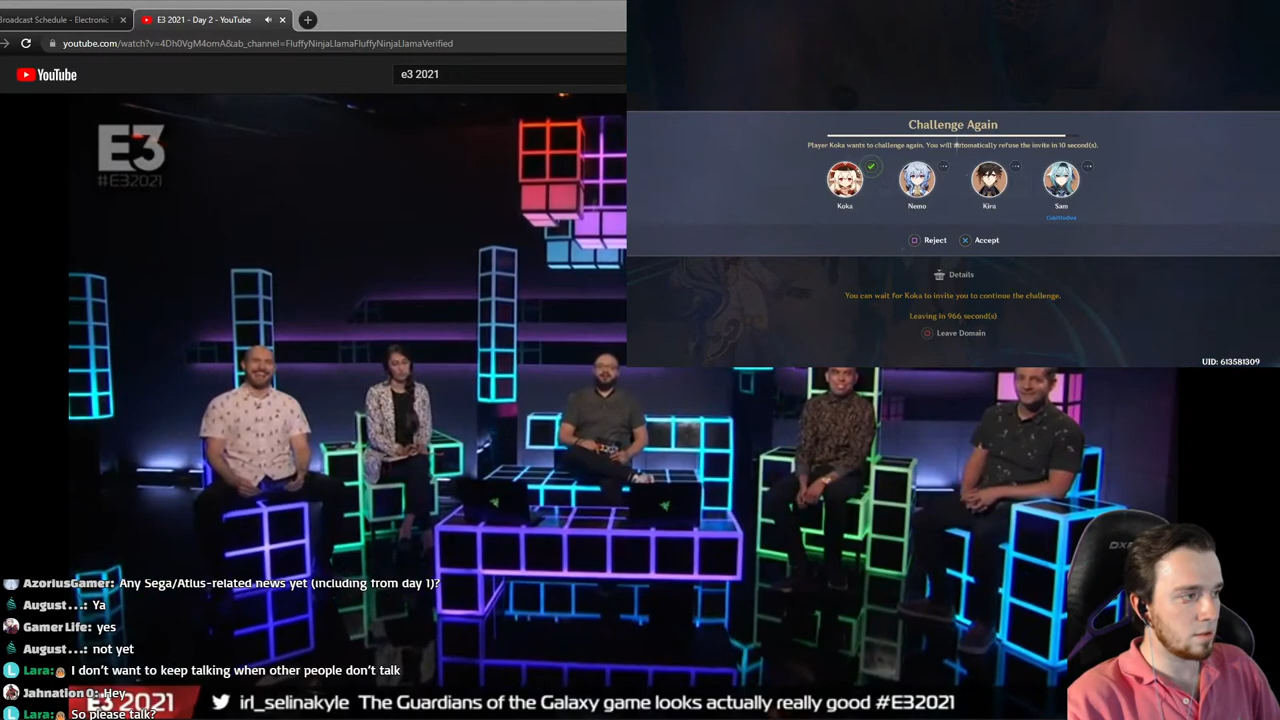 Broadcast Schedule - Electronic
E3 2021 - Day 2 - YouTube
youtube.com/watch?v=4Dh0VgM4omA&ab_channel=FluffyNinjaLlamaFluffyNinjaLlamaVerified
YouTube
e3 2021
E3
#E32021
Challenge Again
Player Koka wants to challenge again. You will automatically refuse the invite in 10 second(s).
Koka
Nemo
Kira
Sam
Reject
Accept
Details
You can wait for Koka to invite you to continue the challenge.
Leaving in 966 second(s)
Leave Domain
UID: 613581309
AzoriusGamer: Any Sega/Atlus-related news yet (including from day 1)?
August...: Ya
Gamer Life: yes
August...: not yet
Lara: I don't want to keep talking when other people don't talk
Jahnation 0: Hey
Lara: So please talk?
E3 2021
irl_selinakyle The Guardians of the Galaxy game looks actually really good #E32021